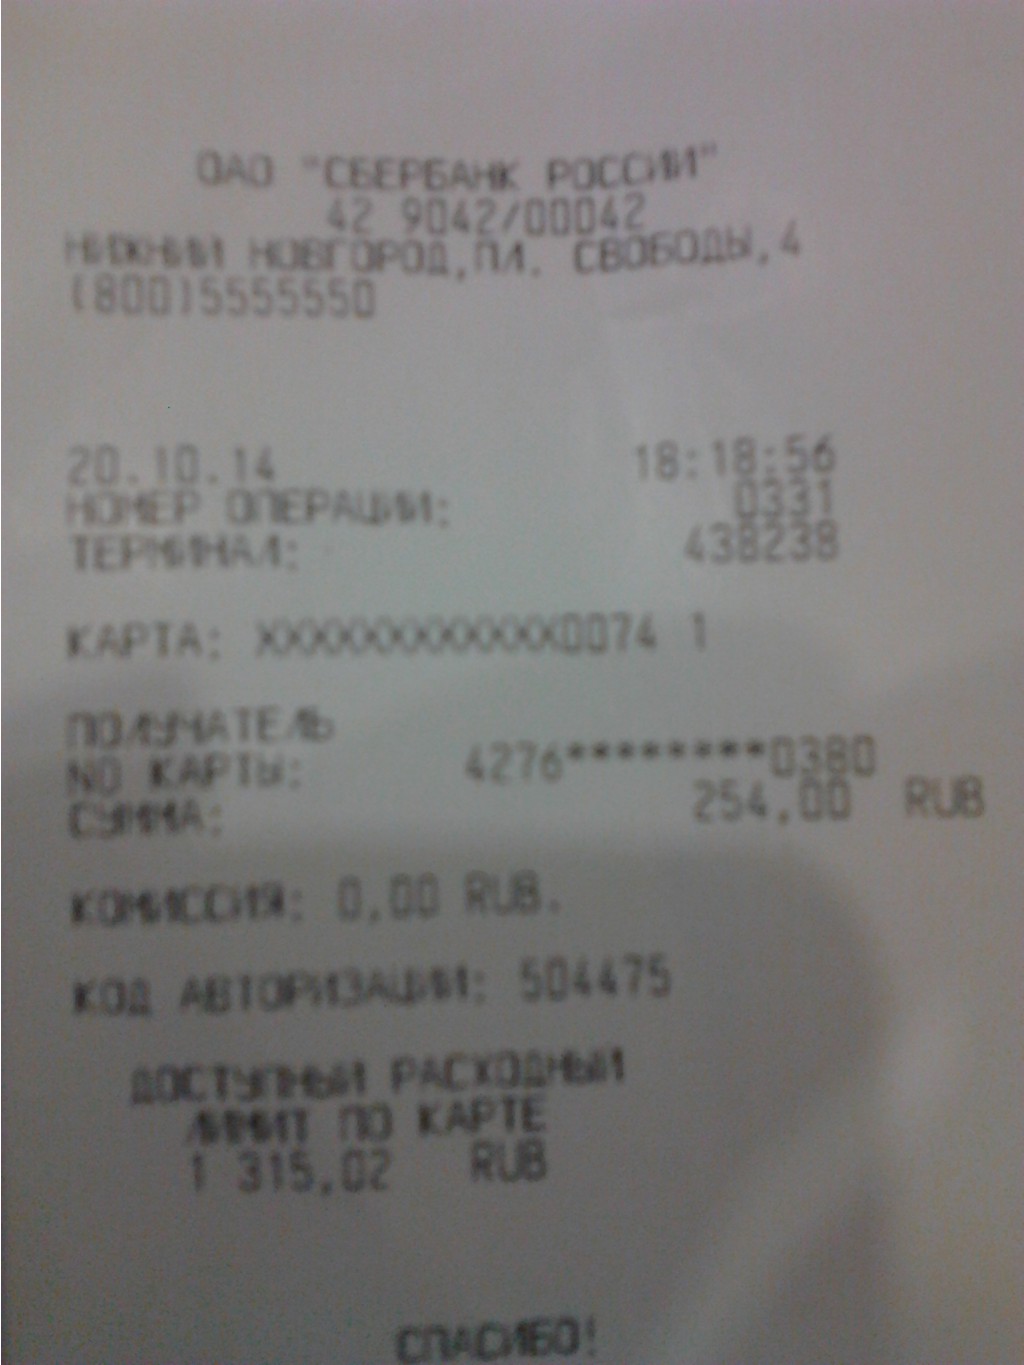 ОАО "СБЕРБАНК РОССИИ"
42 9042/00042
НИЖНИЙ НОВГОРОД,ПЛ. СВОБОДЫ,4
(800)5555550
20.10.14 18:18:56
НОМЕР ОПЕРАЦИИ: 0331
ТЕРМИНАЛ: 438238
КАРТА: XXXXXXXXXXXX0074 1
ПОЛУЧАТЕЛЬ
NO КАРТЫ: 4276********0380
СУММА: 254,00 RUB
КОМИССИЯ: 0,00 RUB.
КОД АВТОРИЗАЦИИ: 504475
ДОСТУПНЫЙ РАСХОДНЫЙ
ЛИМИТ ПО КАРТЕ
1 315,02 RUB
СПАСИБО!